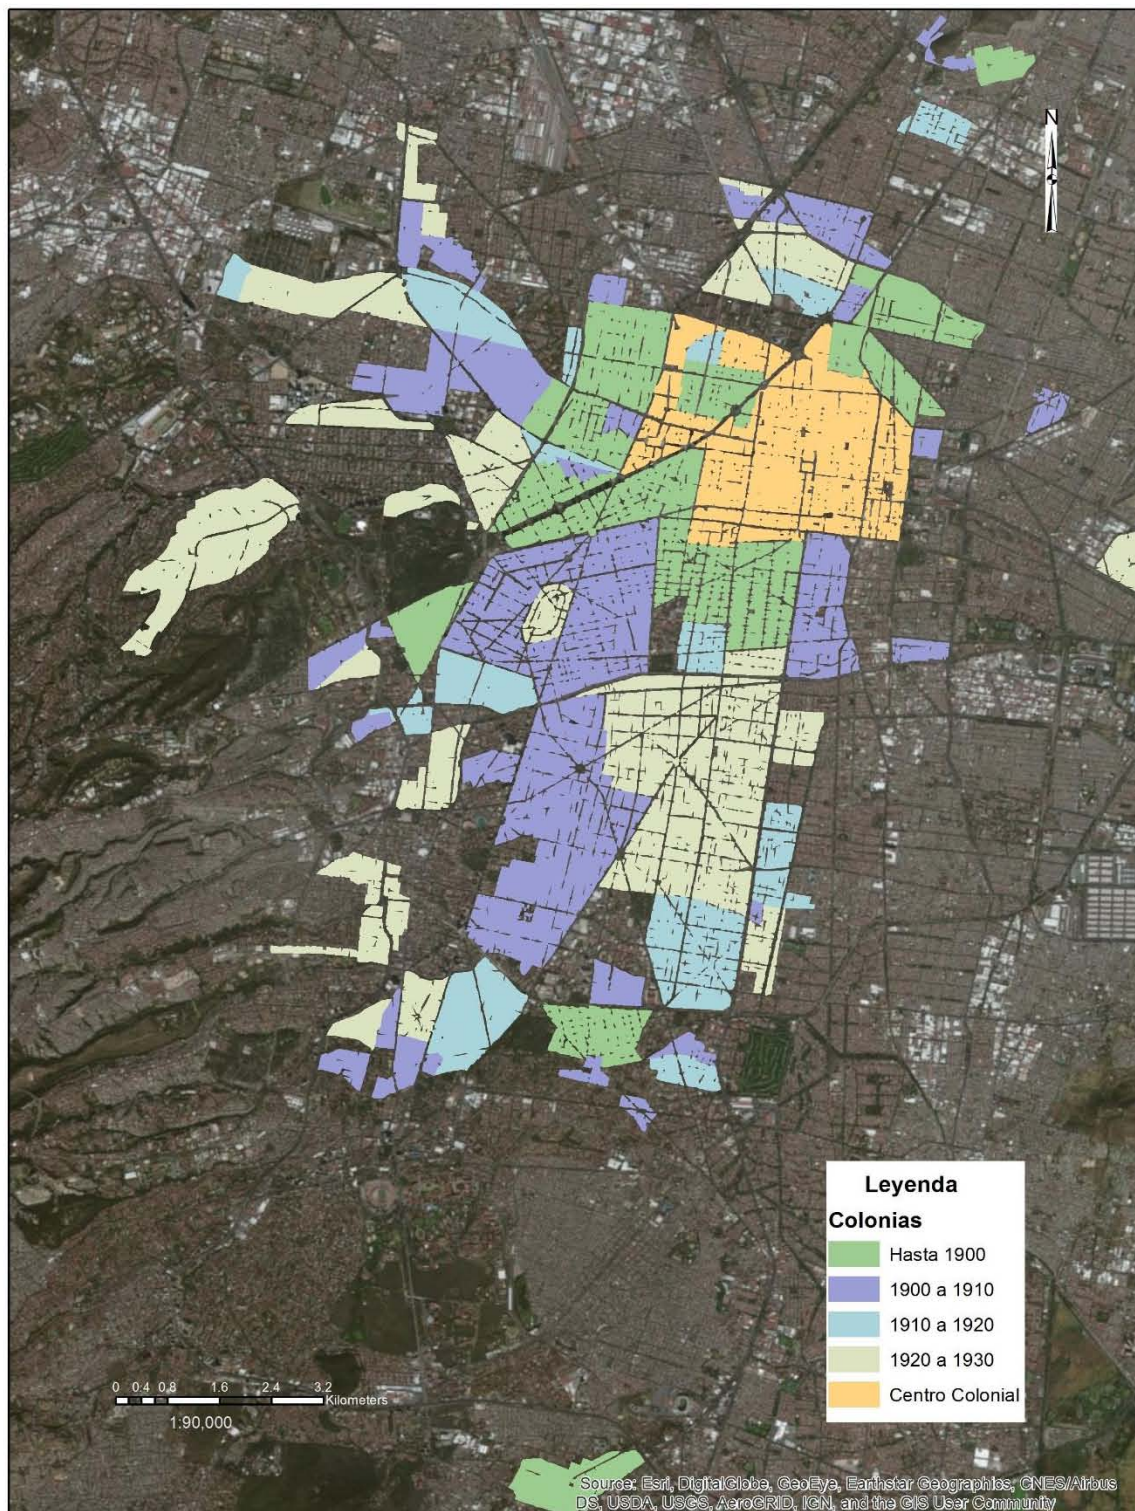 N
Leyenda
Colonias
Hasta 1900
1900 a 1910
1910 a 1920
1920 a 1930
Centro Colonial
0 0.4 0.8 1.6 2.4 3.2
Kilometers
1:90,000
Source: Esri, DigitalGlobe, GeoEye, Earthstar Geographics, CNES/Airbus
DS, USDA, USGS, AeroGRID, IGN, and the GIS User Community